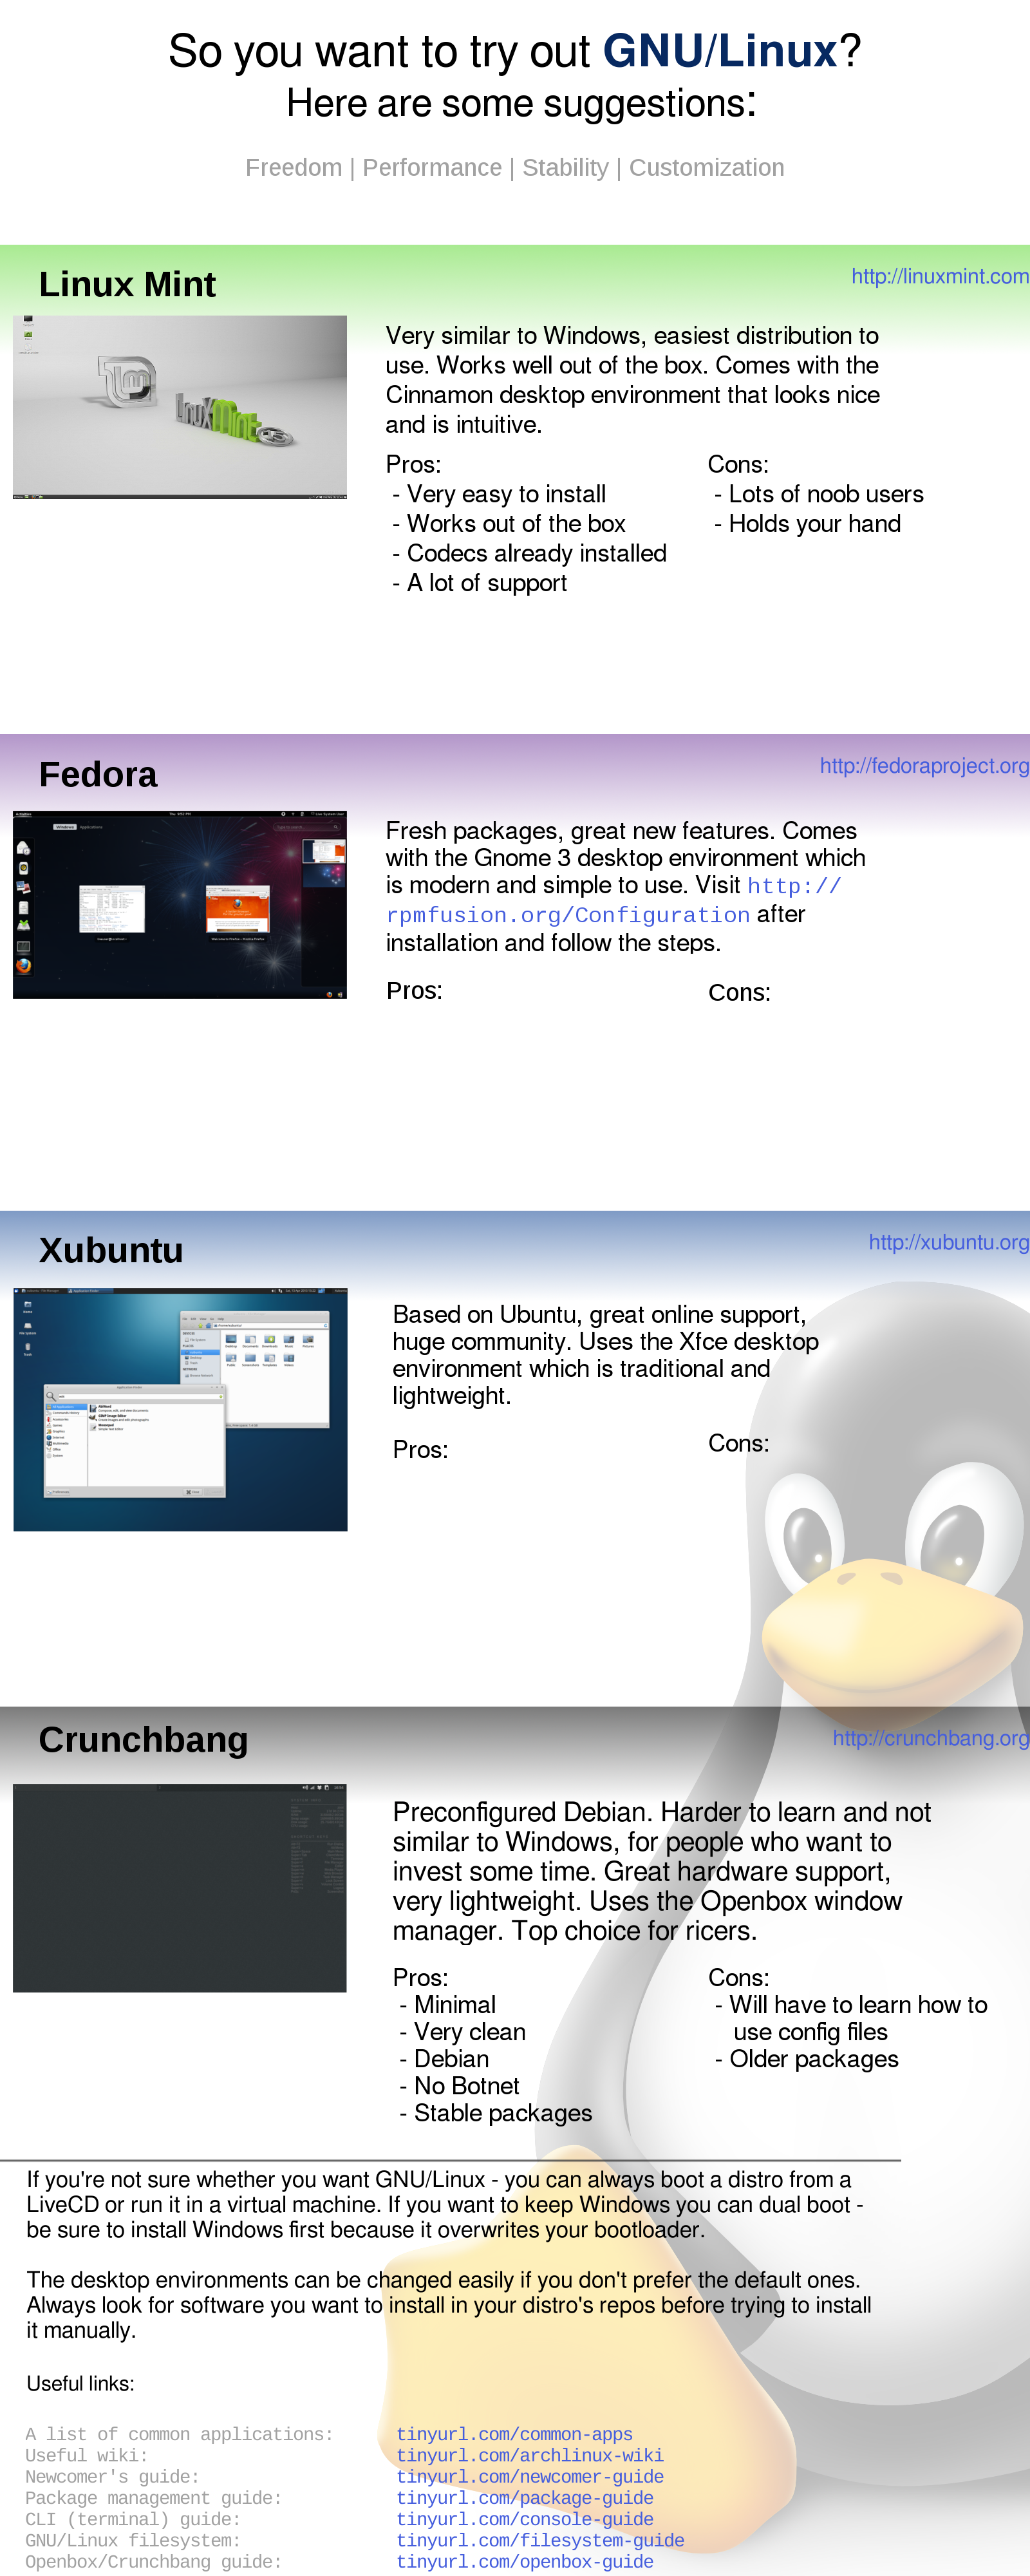 So you want to try out GNU/Linux?
Here are some suggestions:
Freedom | Performance | Stability | Customization
Linux Mint
http://linuxmint.com
LinuxMint
Very similar to Windows, easiest distribution to
use. Works well out of the box. Comes with the
Cinnamon desktop environment that looks nice
and is intuitive.
Pros:
- Very easy to install
- Works out of the box
- Codecs already installed
- A lot of support
Cons:
- Lots of noob users
- Holds your hand
Fedora
http://fedoraproject.org
Windows Applications
Fresh packages, great new features. Comes
with the Gnome 3 desktop environment which
is modern and simple to use. Visit http://
rpmfusion.org/Configuration after
installation and follow the steps.
Pros:
Cons:
Xubuntu
http://xubuntu.org
Based on Ubuntu, great online support,
huge community. Uses the Xfce desktop
environment which is traditional and
lightweight.
Pros:
Cons:
Crunchbang
http://crunchbang.org
Preconfigured Debian. Harder to learn and not
similar to Windows, for people who want to
invest some time. Great hardware support,
very lightweight. Uses the Openbox window
manager. Top choice for ricers.
Pros:
- Minimal
- Very clean
- Debian
- No Botnet
- Stable packages
Cons:
- Will have to learn how to
use config files
- Older packages
If you're not sure whether you want GNU/Linux - you can always boot a distro from a
LiveCD or run it in a virtual machine. If you want to keep Windows you can dual boot -
be sure to install Windows first because it overwrites your bootloader.
The desktop environments can be changed easily if you don't prefer the default ones.
Always look for software you want to install in your distro's repos before trying to install
it manually.
Useful links:
A list of common applications: tinyurl.com/common-apps
Useful wiki: tinyurl.com/archlinux-wiki
Newcomer's guide: tinyurl.com/newcomer-guide
Package management guide: tinyurl.com/package-guide
CLI (terminal) guide: tinyurl.com/console-guide
GNU/Linux filesystem: tinyurl.com/filesystem-guide
Openbox/Crunchbang guide: tinyurl.com/openbox-guide